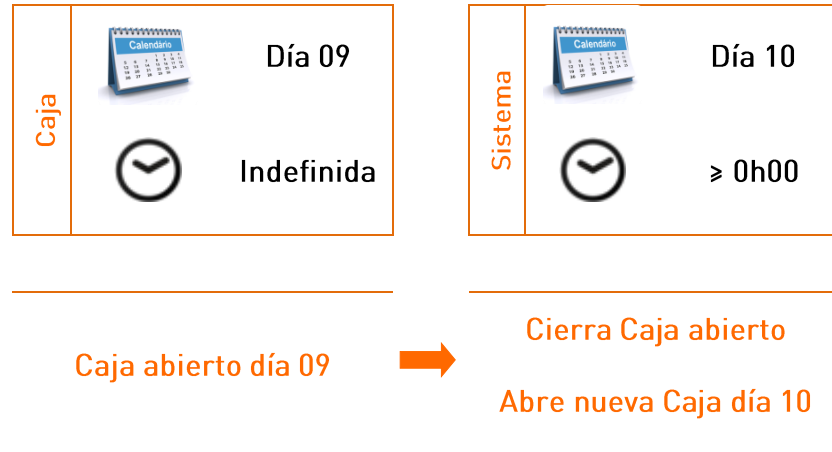 Caja
Calendário
Día 09
Indefinida
Sistema
Calendário
Día 10
≥ 0h00
Caja abierto día 09
Cierra Caja abierto
Abre nueva Caja día 10